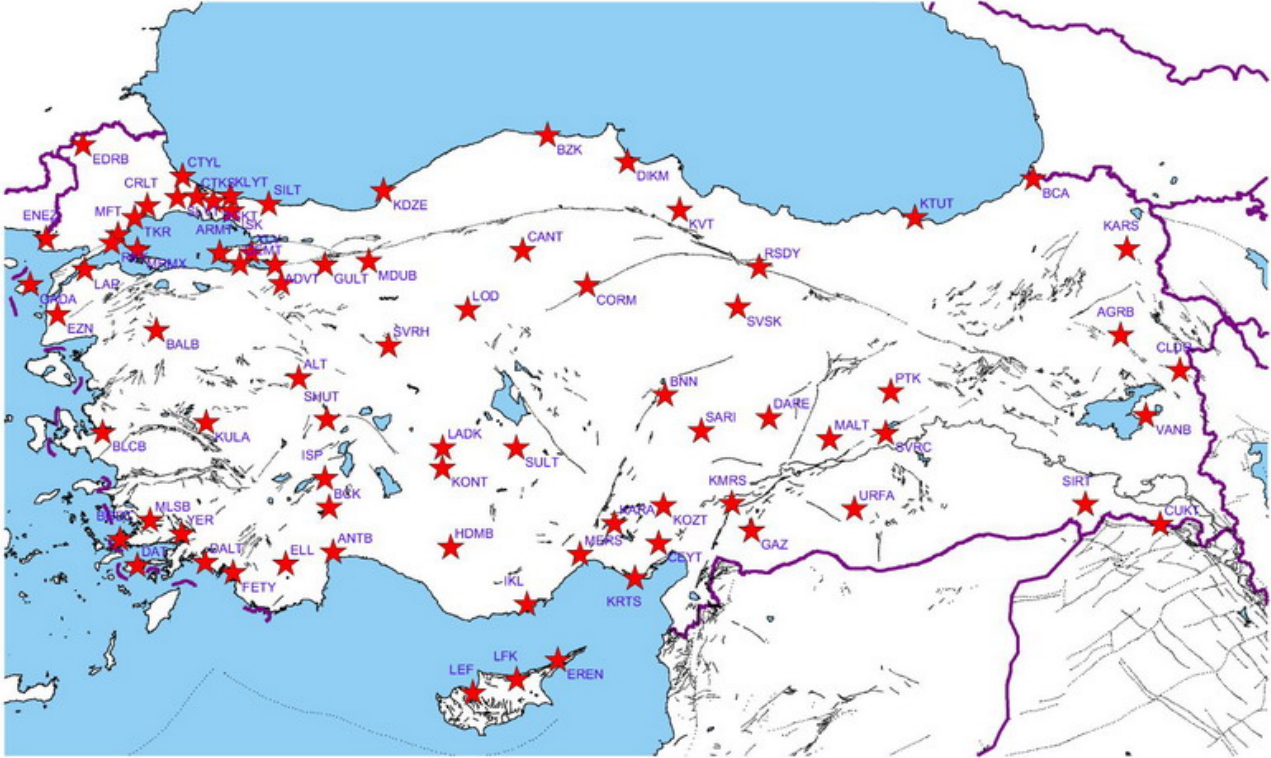 BZK
EDRB
CTYL
DIKM
CRLT
KLYT
SILT
BCA
KDZE
KTUT
ENEZ
MFT
KVT
TKR
ARMT
SK
KARS
CANT
RSDY
LAP
ADVT
GULT
MDUB
GADA
CORM
LOD
SVSK
AGRB
EZN
BALB
SVRH
CLDR
ALT
SHUT
BNN
PTK
DARE
SARI
VANB
KULA
MALT
BLCB
LADK
SULT
SVRC
ISP
KONT
KMRS
SIRT
BCK
URFA
MLSB
KARA
KOZT
CUKT
YER
HDMB
MERS
GAZ
DAT
DALT
ELL
ANTB
CEYT
FETY
IKL
KRTS
LFK
LEF
EREN